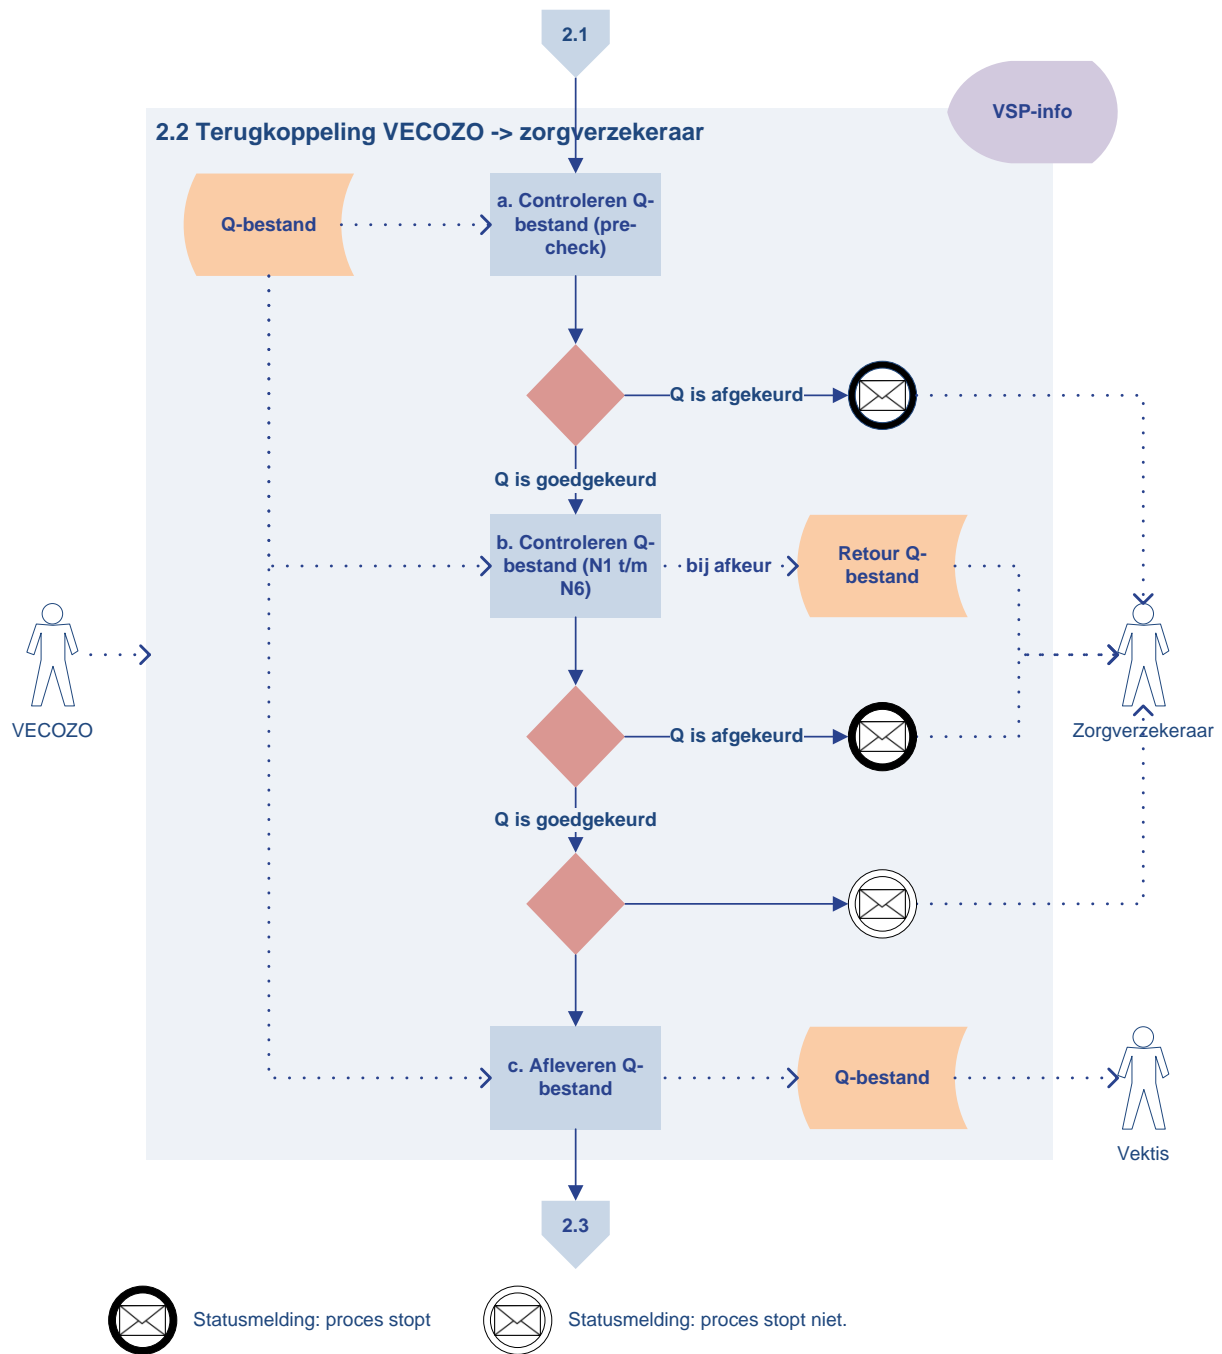 2.1
VSP-info
2.2 Terugkoppeling VECOZO -> zorgverzekeraar
Q-bestand
a. Controleren Q-
bestand (pre-
check)
Q is afgekeurd
Q is goedgekeurd
b. Controleren Q-
bestand (N1 t/m
N6)
bij afkeur
Retour Q-
bestand
VECOZO
Zorgverzekeraar
Q is afgekeurd
Q is goedgekeurd
c. Afleveren Q-
bestand
Q-bestand
Vektis
2.3
Statusmelding: proces stopt
Statusmelding: proces stopt niet.